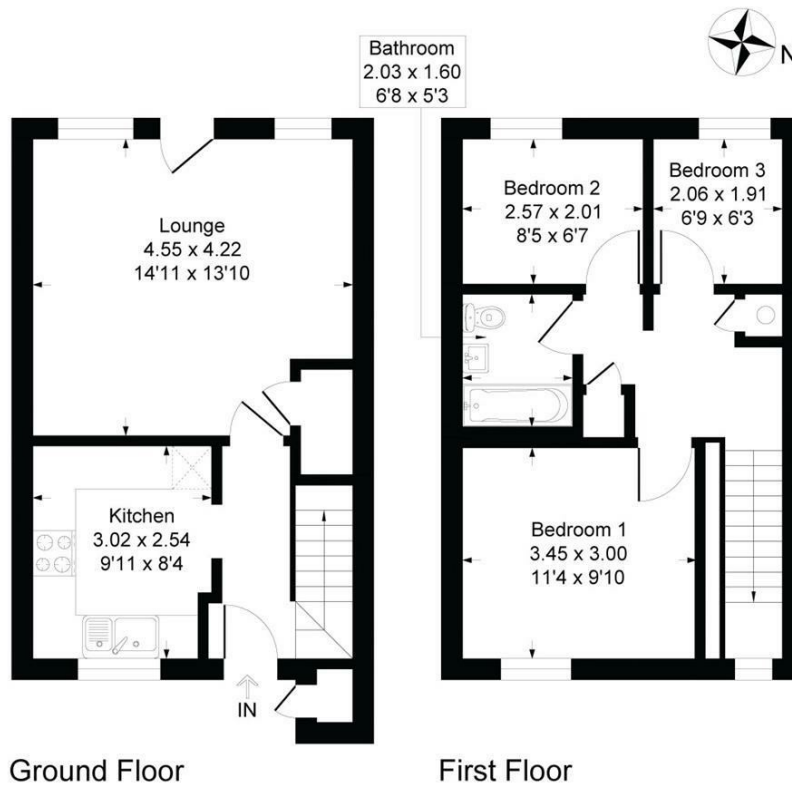 N
Bathroom
2.03 x 1.60
6'8 x 5'3
Lounge
4.55 x 4.22
14'11 x 13'10
Kitchen
3.02 x 2.54
9'11 x 8'4
IN
Ground Floor
Bedroom 2
2.57 x 2.01
8'5 x 6'7
Bedroom 3
2.06 x 1.91
6'9 x 6'3
Bedroom 1
3.45 x 3.00
11'4 x 9'10
First Floor